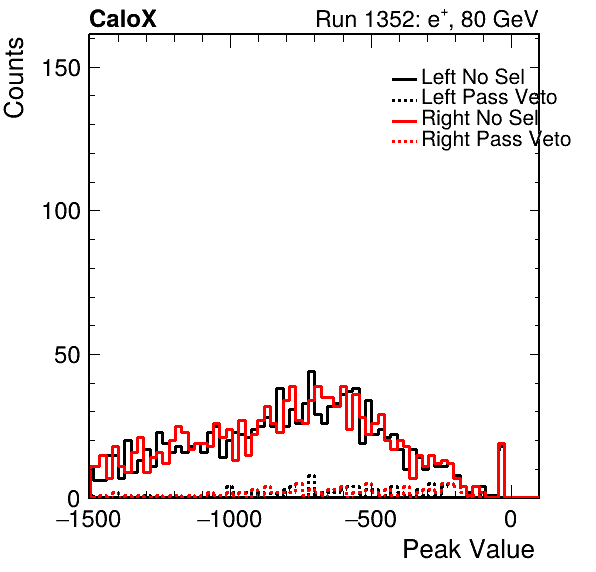 CaloX Run 1352: e⁺, 80 GeV
Counts
150
Left No Sel
Left Pass Veto
Right No Sel
Right Pass Veto
100
50
0
−1500 −1000 −500 0
Peak Value